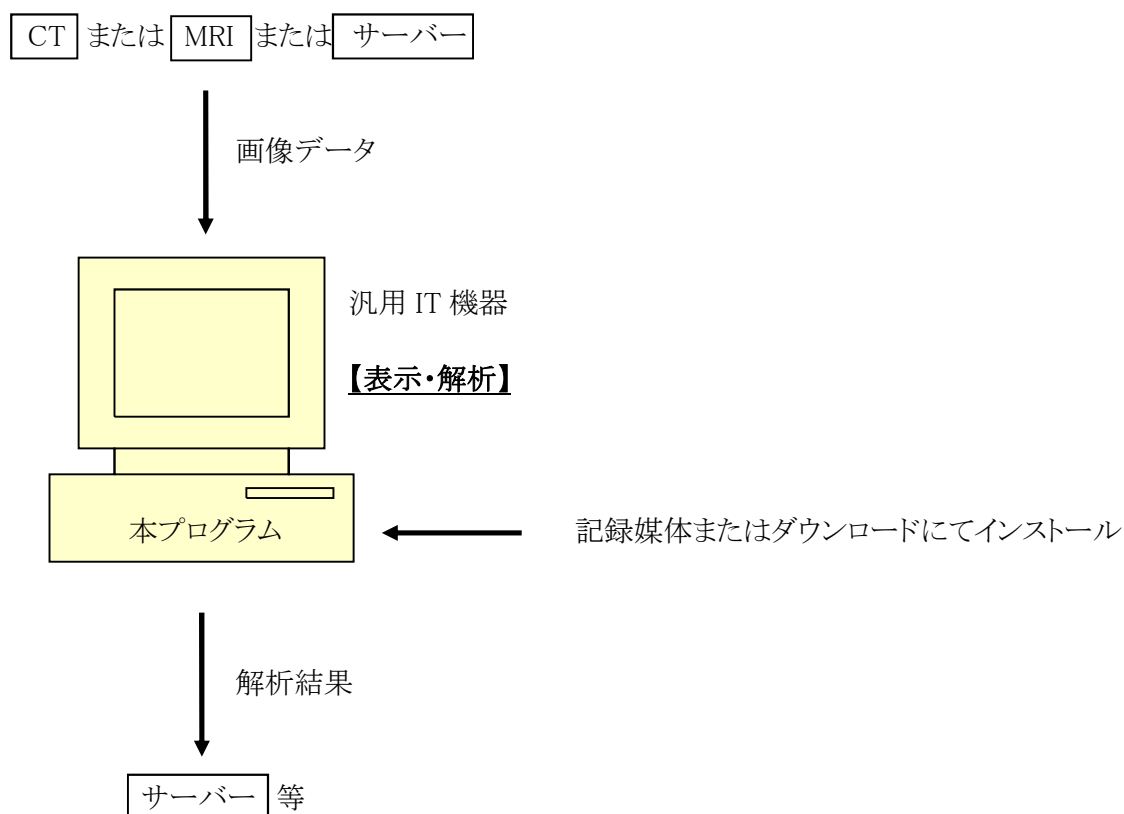 CT または MRI または サーバー
画像データ
汎用 IT 機器
【表示・解析】
本プログラム
記録媒体またはダウンロードにてインストール
解析結果
サーバー 等